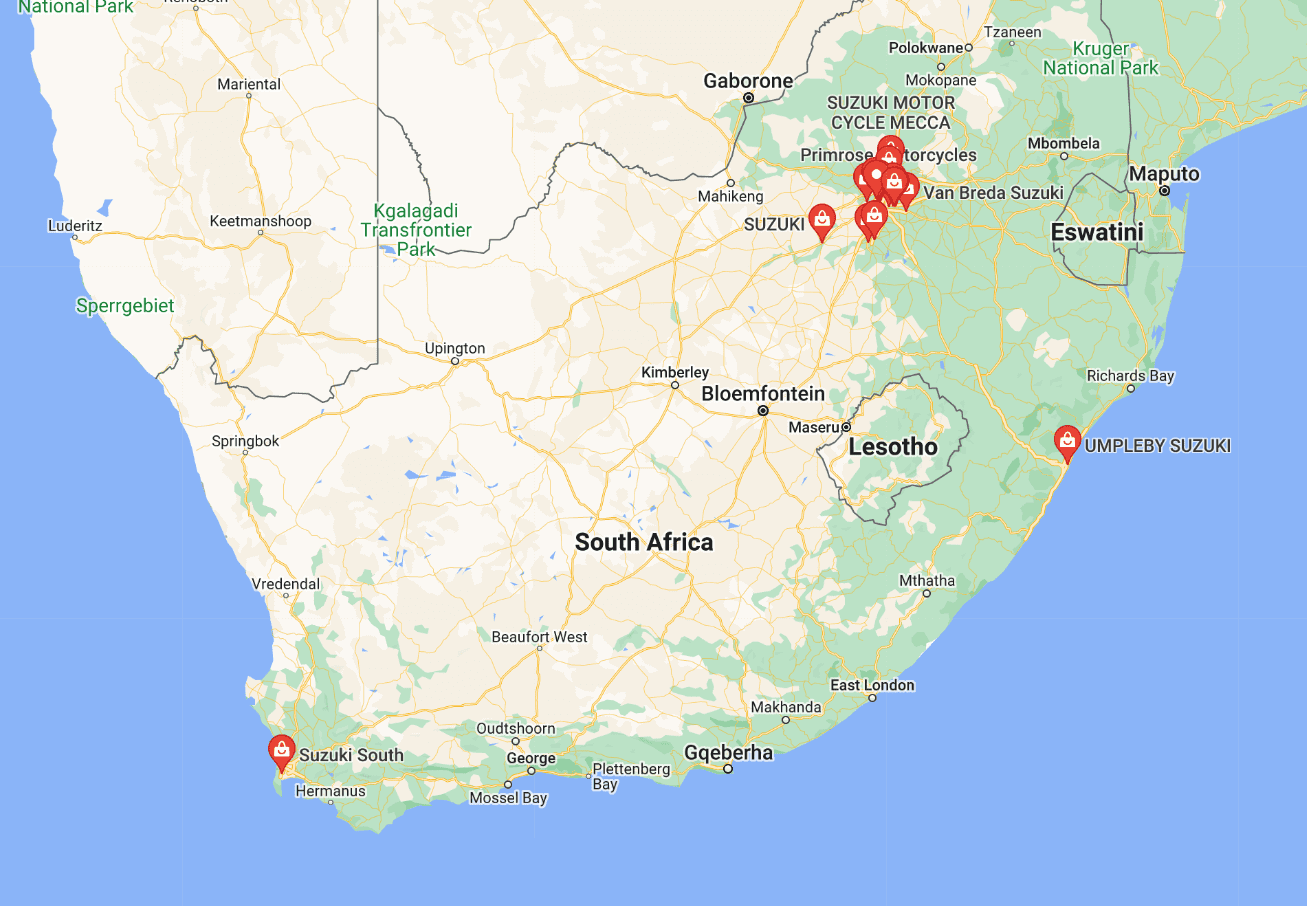 National Park
Mariental
Keetmanshoop
Luderitz
Sperrgebiet
Kgalagadi
Transfrontier
Park
Gaborone
Mahikeng
Polokwane
Tzaneen
Mokopane
Kruger
National Park
SUZUKI MOTOR
CYCLE MECCA
Mbombela
Maputo
Van Breda Suzuki
SUZUKI
Eswatini
Upington
Kimberley
Bloemfontein
Maseru
Lesotho
Richards Bay
UMPLEBY SUZUKI
Springbok
South Africa
Vredendal
Mthatha
Beaufort West
East London
Makhanda
Oudtshoorn
George
Gqeberha
Plettenberg
Bay
Mossel Bay
Suzuki South
Hermanus
Primrose